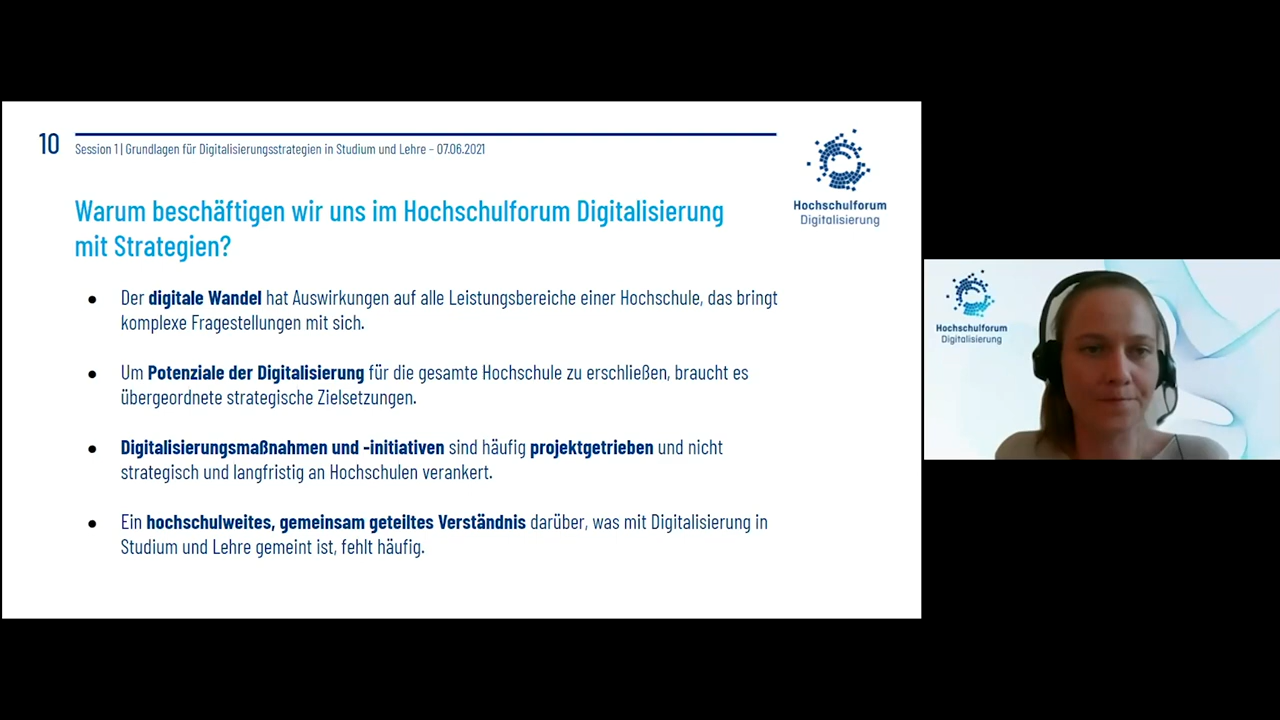 10
Session 1 | Grundlagen für Digitalisierungsstrategien in Studium und Lehre – 07.06.2021
Hochschulforum
Digitalisierung
Warum beschäftigen wir uns im Hochschulforum Digitalisierung
mit Strategien?
● Der digitale Wandel hat Auswirkungen auf alle Leistungsbereiche einer Hochschule, das bringt
komplexe Fragestellungen mit sich.
● Um Potenziale der Digitalisierung für die gesamte Hochschule zu erschließen, braucht es
übergeordnete strategische Zielsetzungen.
● Digitalisierungsmaßnahmen und -initiativen sind häufig projektgetrieben und nicht
strategisch und langfristig an Hochschulen verankert.
● Ein hochschulweites, gemeinsam geteiltes Verständnis darüber, was mit Digitalisierung in
Studium und Lehre gemeint ist, fehlt häufig.
Hochschulforum
Digitalisierung